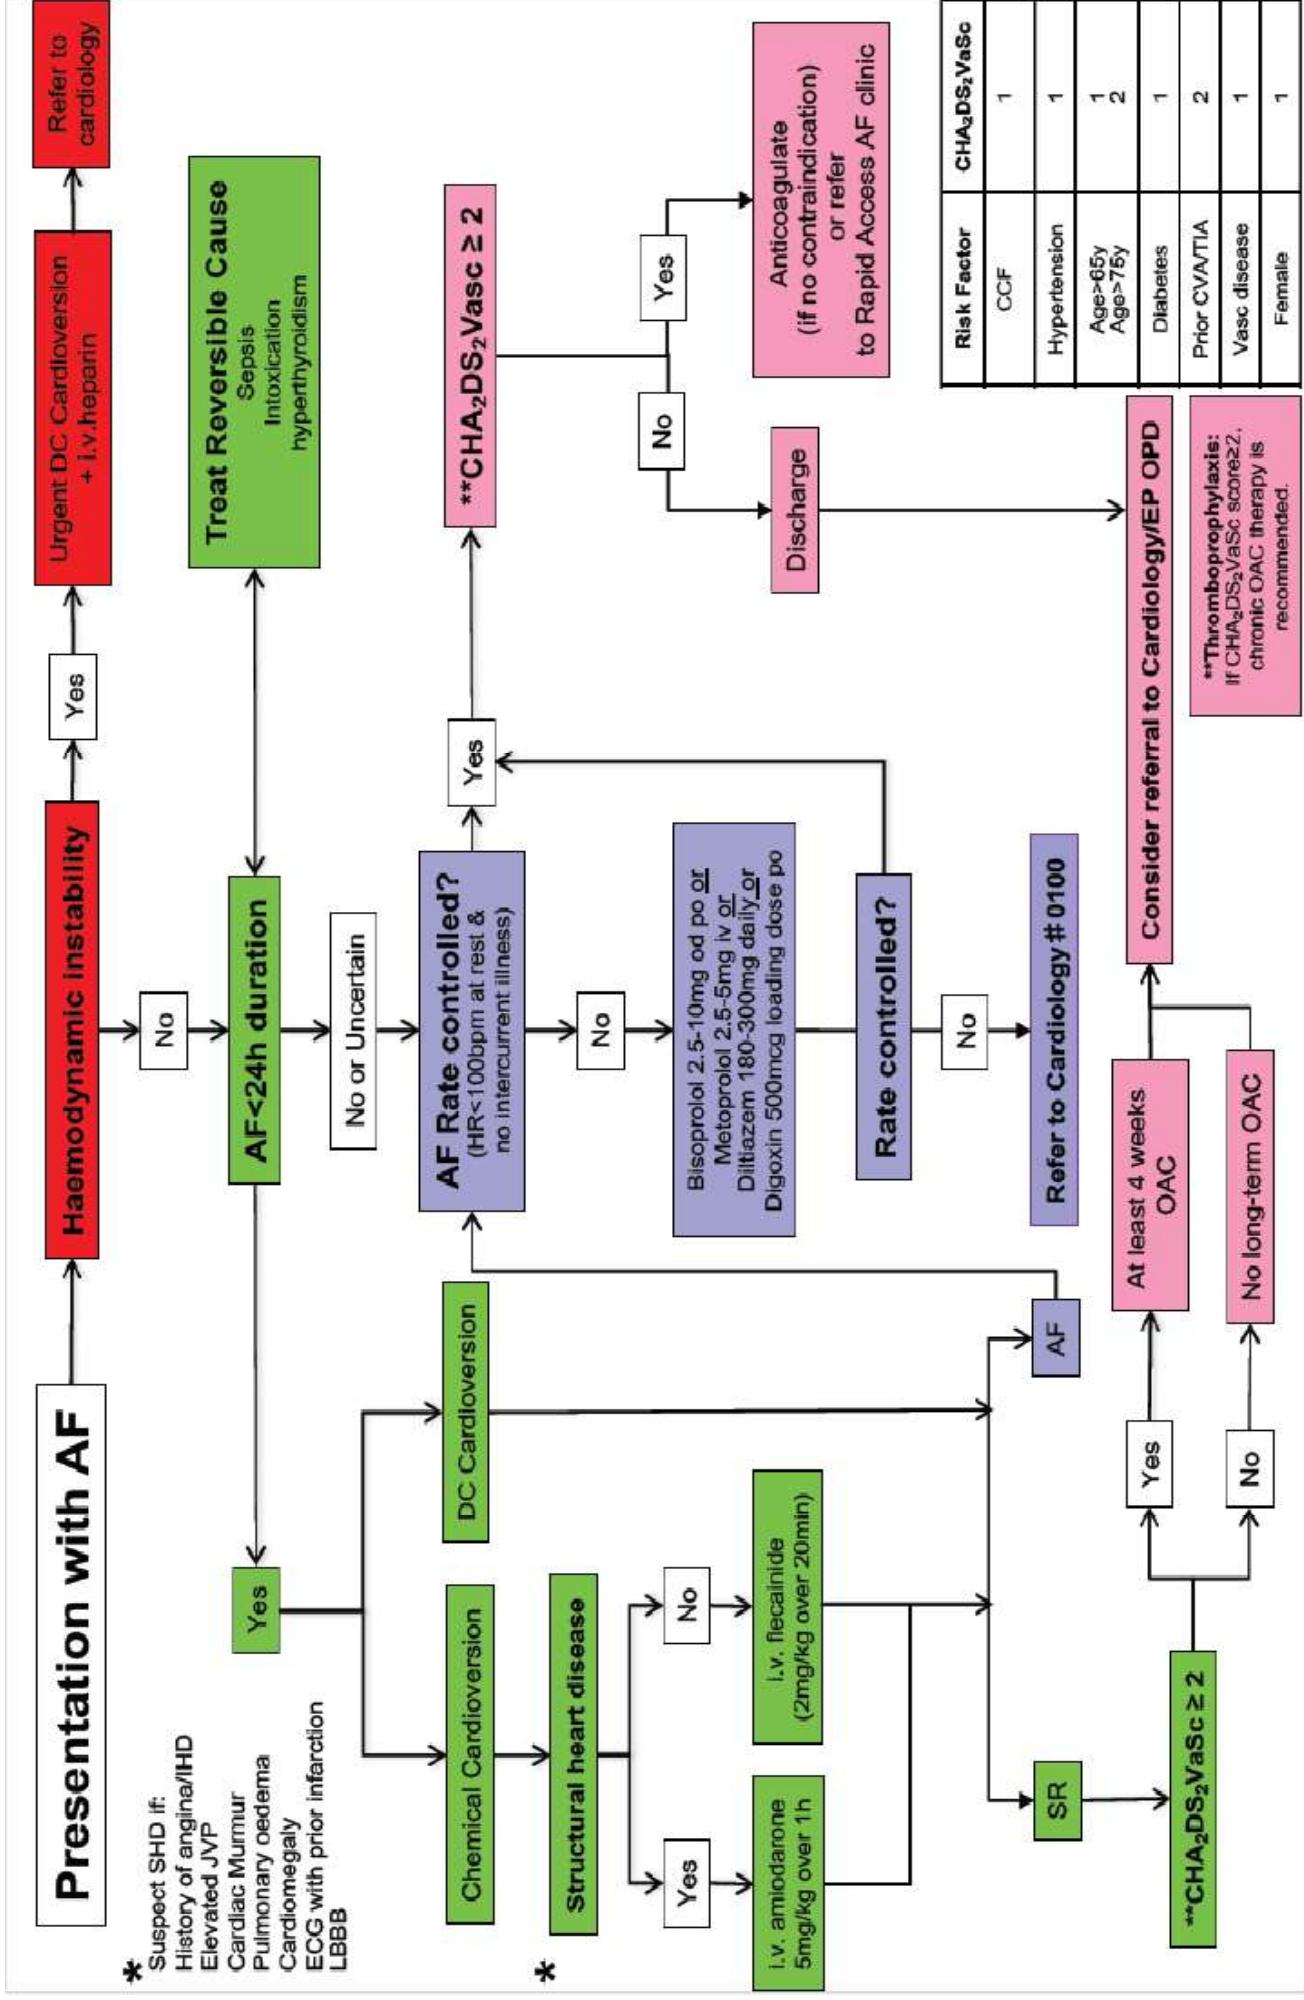 Presentation with AF
Haemodynamic instability
Yes
Urgent DC Cardioversion
+ i.v.heparin
Refer to
cardiology
*
Suspect SHD if:
History of angina/IHD
Elevated JVP
Cardiac Murmur
Pulmonary oedema
Cardiomegaly
ECG with prior infarction
LBBB
No
Yes
AF<24h duration
Treat Reversible Cause
Sepsis
Intoxication
hyperthyroidism
No or Uncertain
Chemical Cardioversion
DC Cardioversion
AF Rate controlled?
(HR<100bpm at rest &
no intercurrent illness)
Yes
**CHA₂DS₂Vasc ≥ 2
*
Structural heart disease
No
Yes
No
No
Yes
i.v. amiodarone
5mg/kg over 1h
i.v. flecainide
(2mg/kg over 20min)
Bisoprolol 2.5-10mg od po or
Metoprolol 2.5-5mg iv or
Diltiazem 180-300mg daily or
Digoxin 500mcg loading dose po
Discharge
Anticoagulate
(if no contraindication)
or refer
to Rapid Access AF clinic
Rate controlled?
No
SR
AF
Refer to Cardiology #0100
**CHA₂DS₂VaSc ≥ 2
Yes
No
At least 4 weeks
OAC
No long-term OAC
Consider referral to Cardiology/EP OPD
**Thromboprophylaxis:
If CHA₂DS₂VaSc score≥2,
chronic OAC therapy is
recommended.
Risk Factor CHA₂DS₂VaSc
CCF 1
Hypertension 1
Age>65y 1
Age>75y 2
Diabetes 1
Prior CVA/TIA 2
Vasc disease 1
Female 1